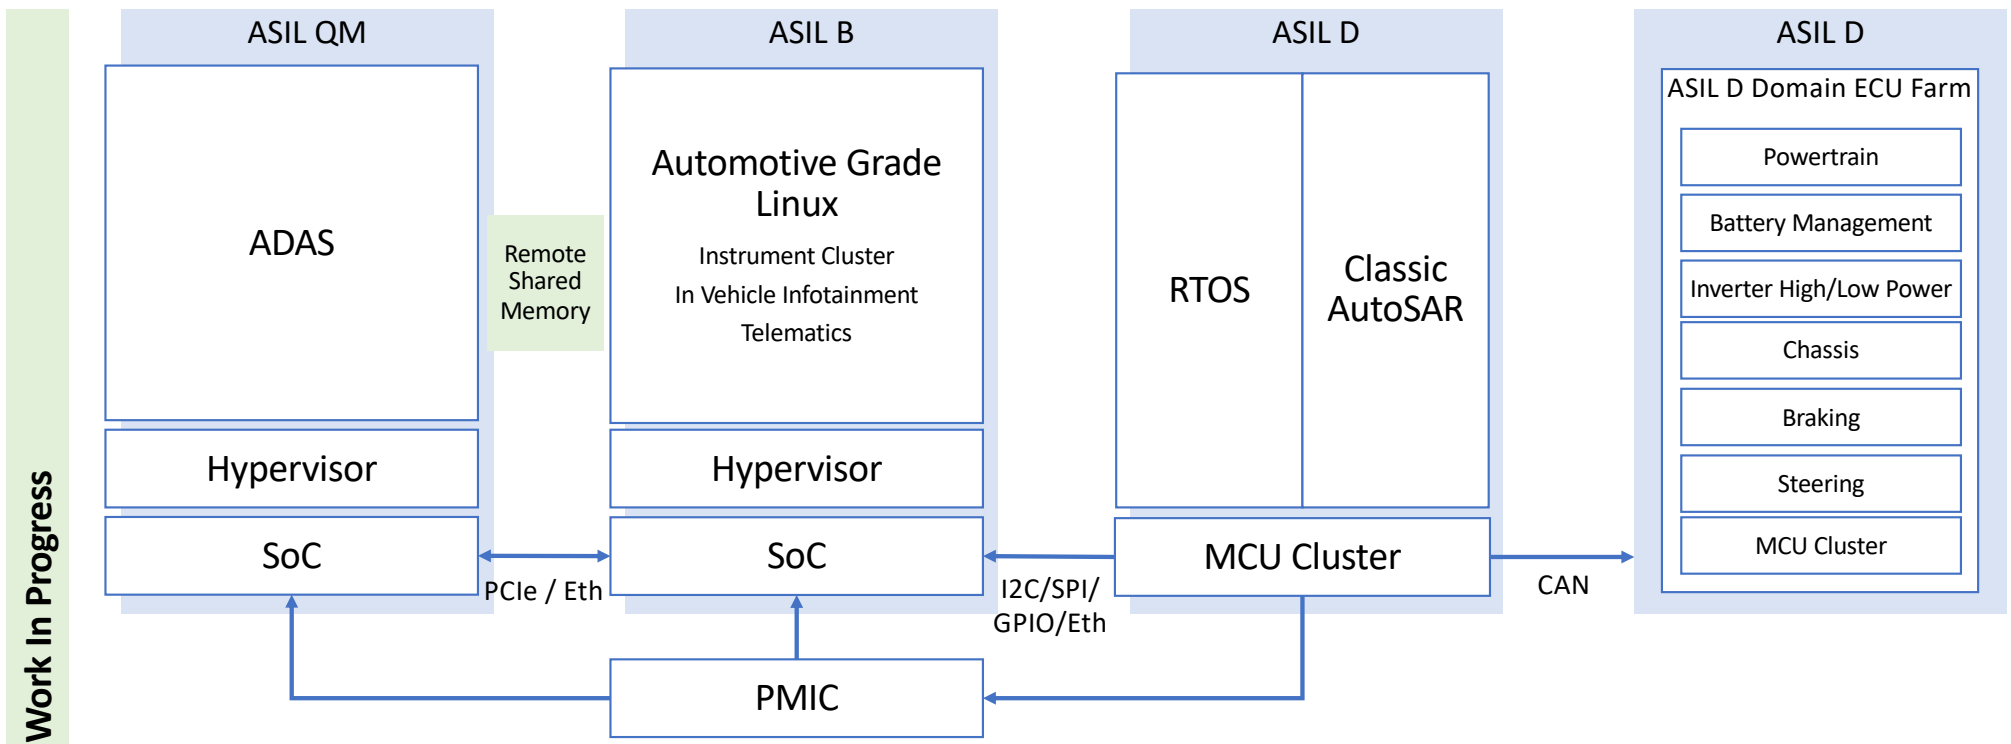 Work In Progress
ASIL QM
ADAS
Hypervisor
SoC
Remote
Shared
Memory
PCIe / Eth
ASIL B
Automotive Grade
Linux
Instrument Cluster
In Vehicle Infotainment
Telematics
Hypervisor
SoC
PMIC
I2C/SPI/
GPIO/Eth
ASIL D
RTOS
Classic
AutoSAR
MCU Cluster
CAN
ASIL D
ASIL D Domain ECU Farm
Powertrain
Battery Management
Inverter High/Low Power
Chassis
Braking
Steering
MCU Cluster